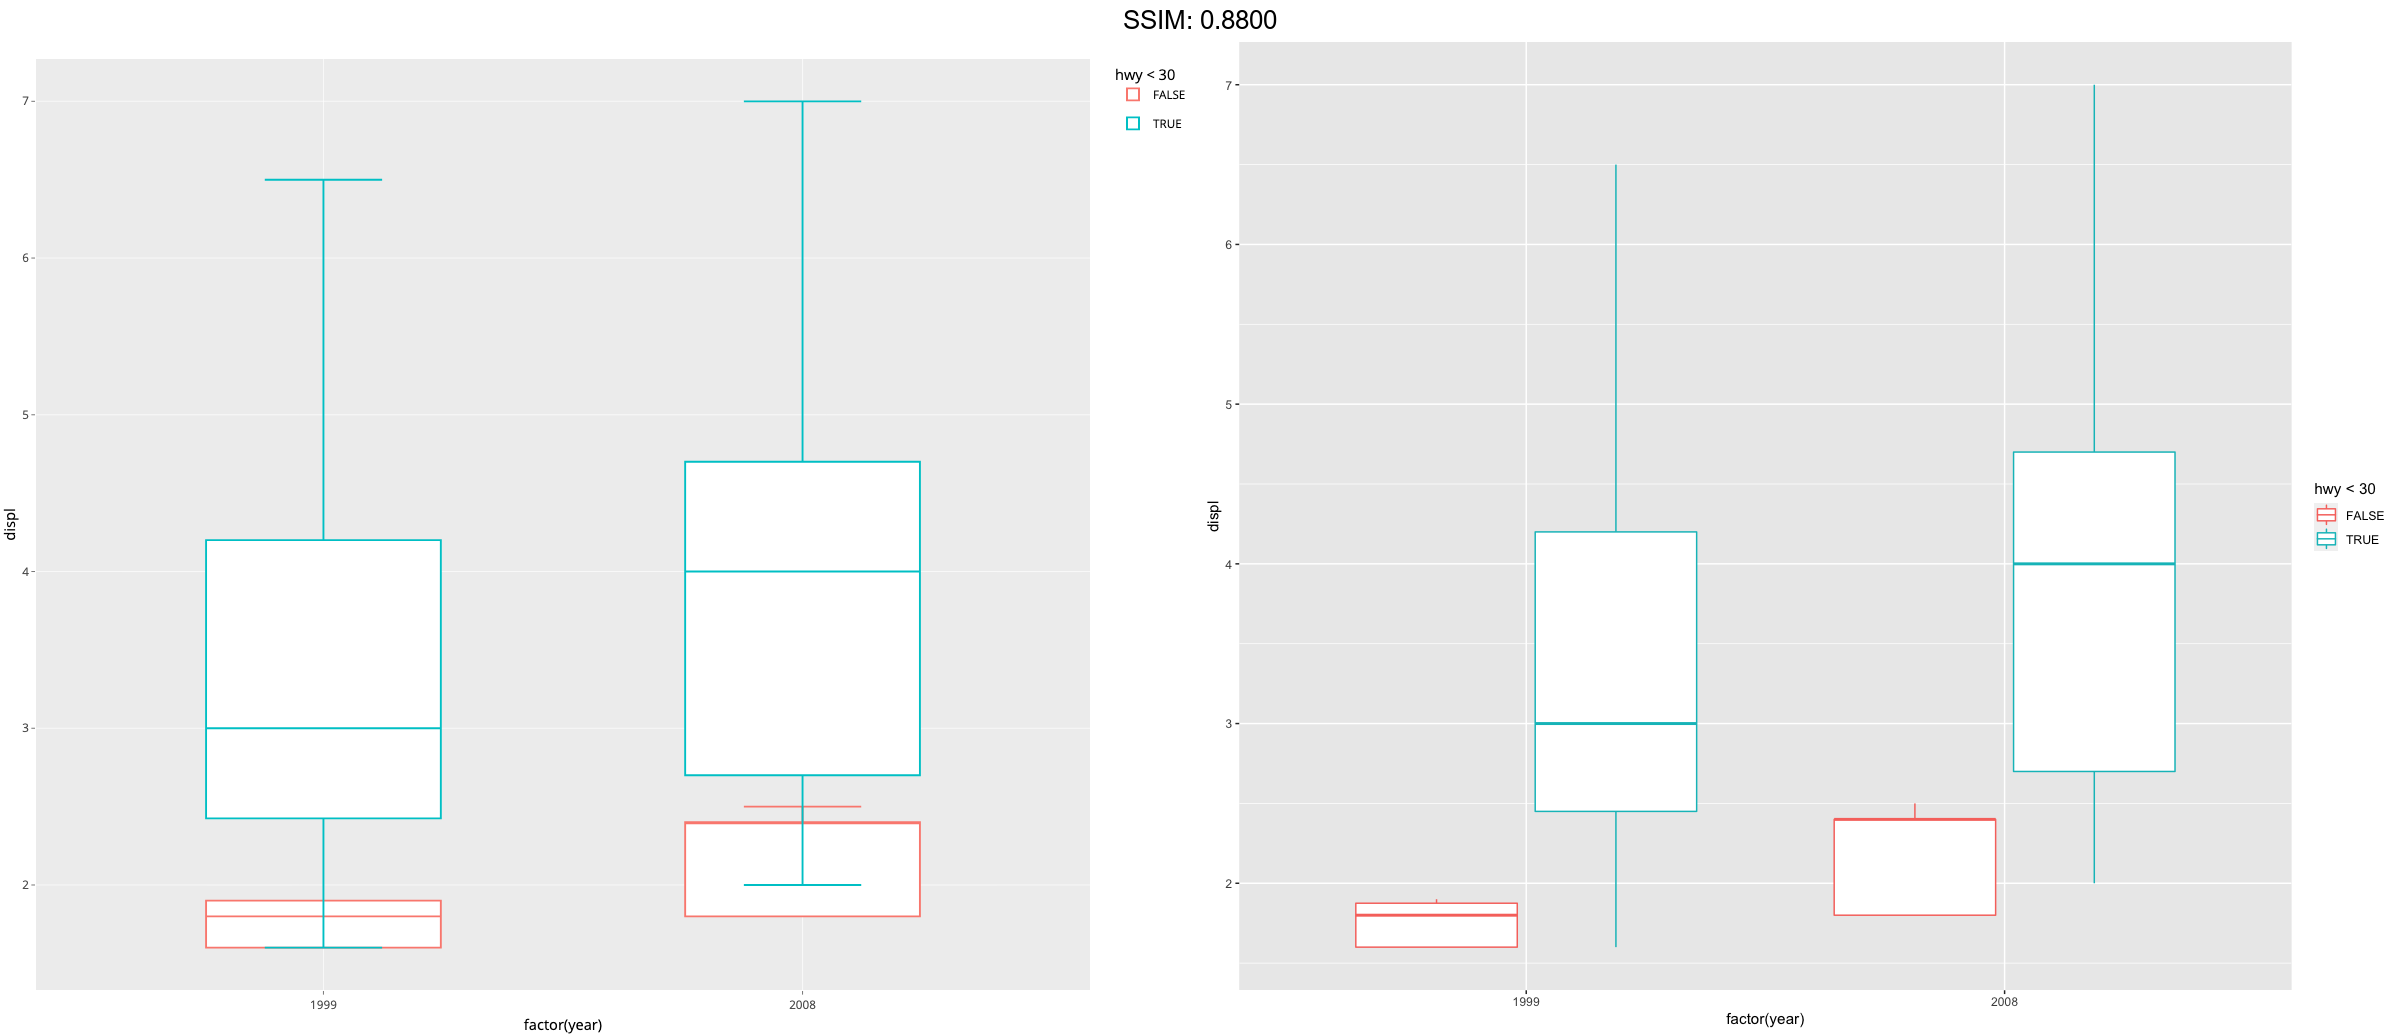 SSIM: 0.8800
hwy < 30
FALSE
TRUE
7
6
5
4
3
2
displ
1999
2008
factor(year)
7
6
5
4
3
2
displ
1999
2008
factor(year)
hwy < 30
FALSE
TRUE